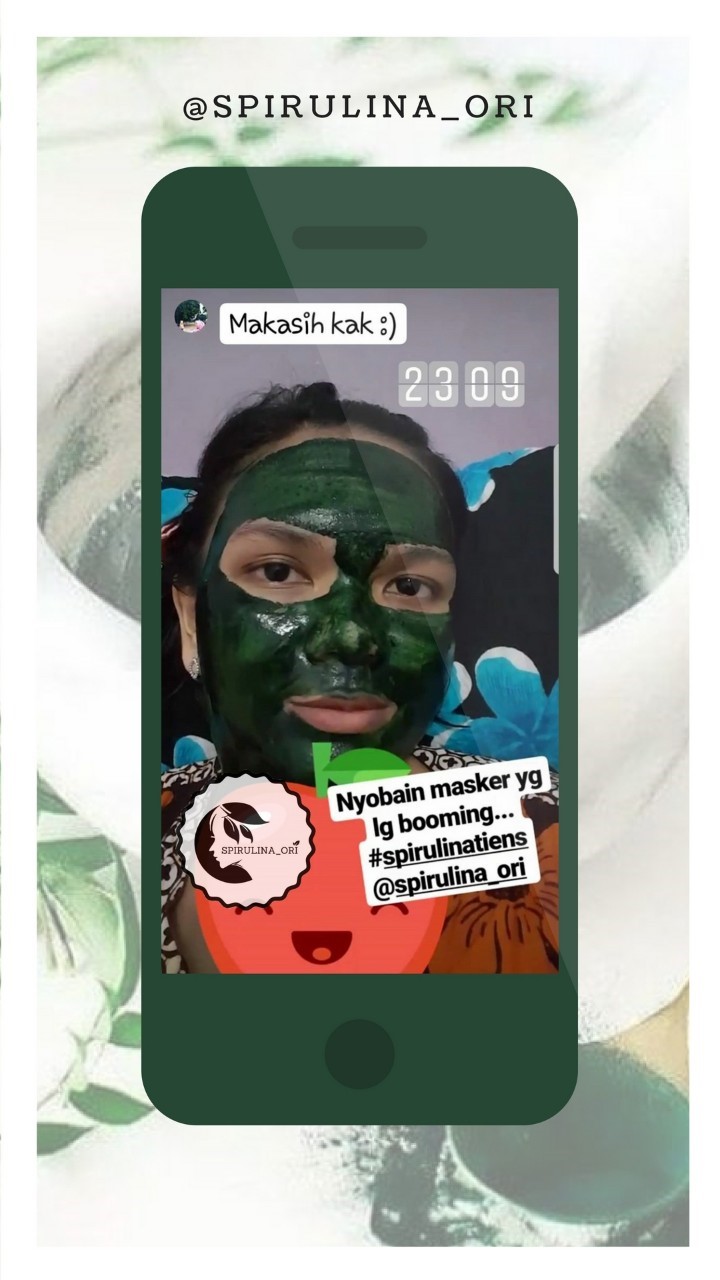 @SPIRULINA_ORI
Makasih kak :)
23 09
SPIRULINA_ORI
Nyobain masker yg
lg booming...
#spirulinatiens
@spirulina_ori